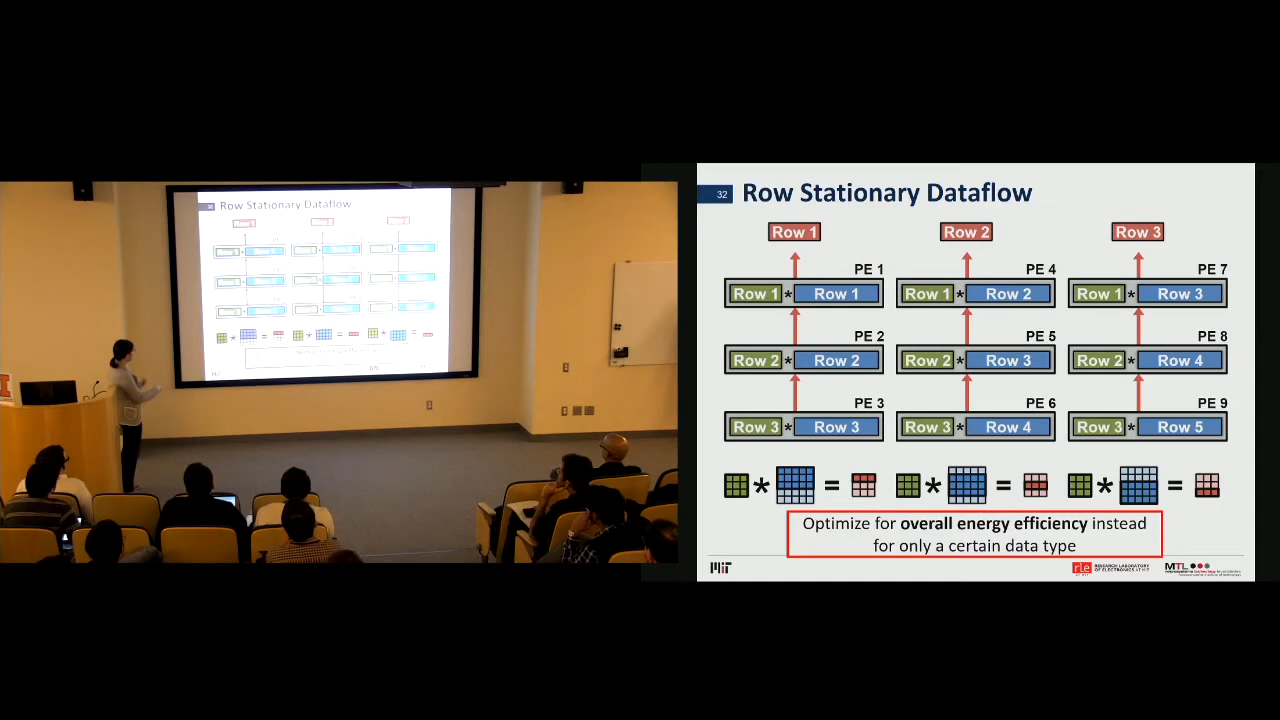 32
Row Stationary Dataflow
Row 1
Row 2
Row 3
PE 1
PE 4
PE 7
Row 1 * Row 1
Row 1 * Row 2
Row 1 * Row 3
PE 2
PE 5
PE 8
Row 2 * Row 2
Row 2 * Row 3
Row 2 * Row 4
PE 3
PE 6
PE 9
Row 3 * Row 3
Row 3 * Row 4
Row 3 * Row 5
* =
* =
* =
Optimize for overall energy efficiency instead
for only a certain data type
MIT
rle
RESEARCH LABORATORY
OF ELECTRONICS AT MIT
MTL
Row Stationary Dataflow